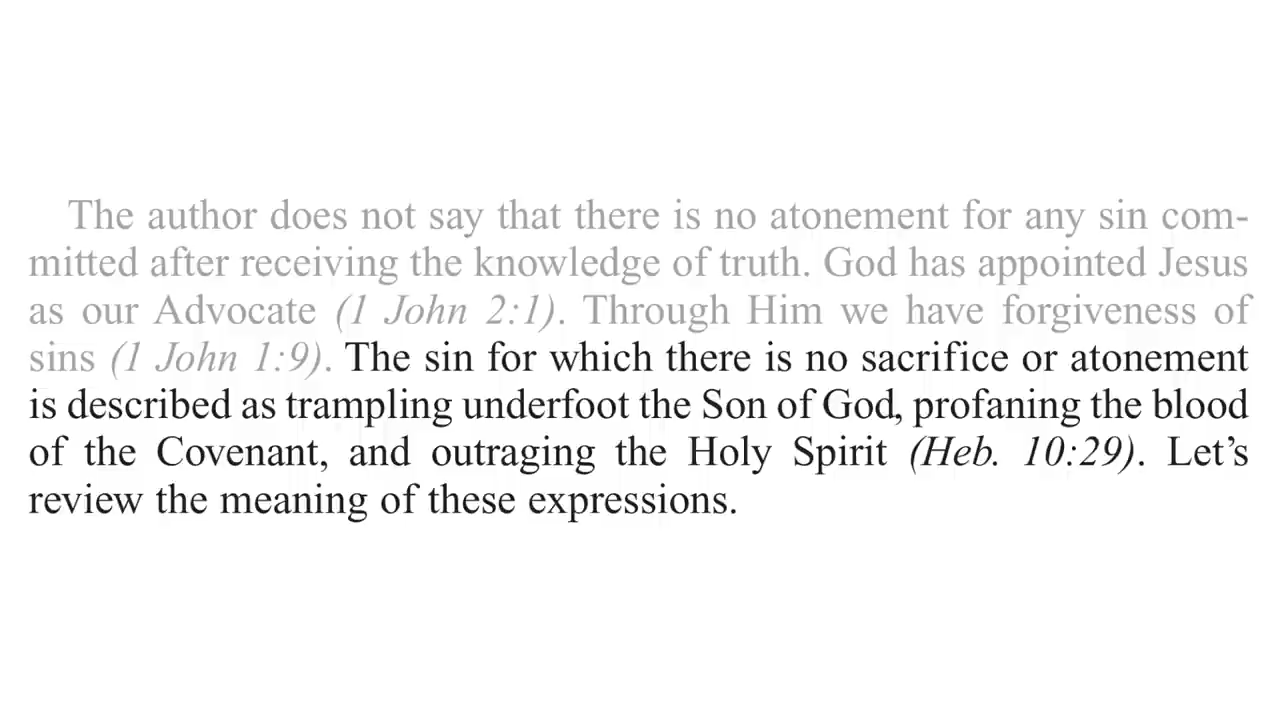 The author does not say that there is no atonement for any sin com-
mitted after receiving the knowledge of truth. God has appointed Jesus
as our Advocate (1 John 2:1). Through Him we have forgiveness of
sins (1 John 1:9). The sin for which there is no sacrifice or atonement
is described as trampling underfoot the Son of God, profaning the blood
of the Covenant, and outraging the Holy Spirit (Heb. 10:29). Let’s
review the meaning of these expressions.